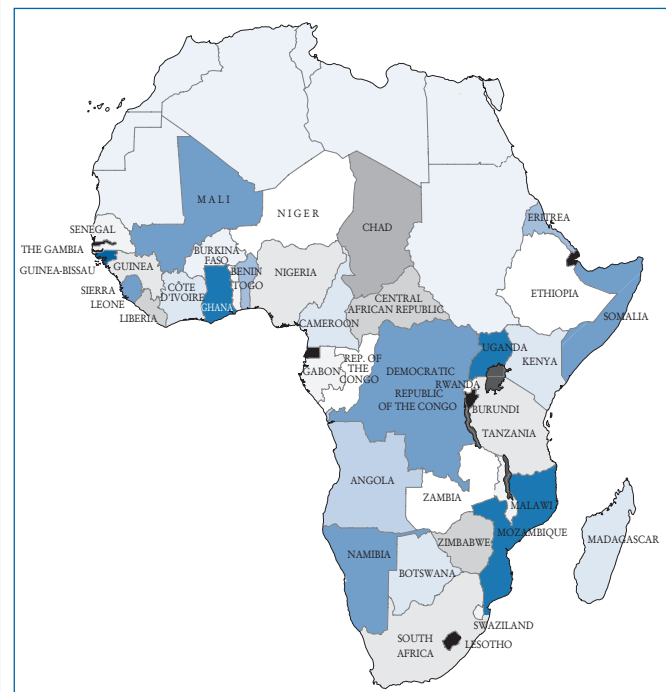 MALI
NIGER
CHAD
ERITREA
SENEGAL
THE GAMBIA
GUINEA-BISSAU
GUINEA
BURKINA
FASO
BENIN
TOGO
NIGERIA
SIERRA
LEONE
CÔTE
D'IVOIRE
GHANA
LIBERIA
CENTRAL
AFRICAN REPUBLIC
CAMEROON
ETHIOPIA
SOMALIA
UGANDA
KENYA
GABON
REP. OF
THE
CONGO
DEMOCRATIC
REPUBLIC
OF THE CONGO
RWANDA
BURUNDI
TANZANIA
ANGOLA
ZAMBIA
MALAWI
MOZAMBIQUE
ZIMBABWE
MADAGASCAR
NAMIBIA
BOTSWANA
SWAZILAND
SOUTH
AFRICA
LESOTHO